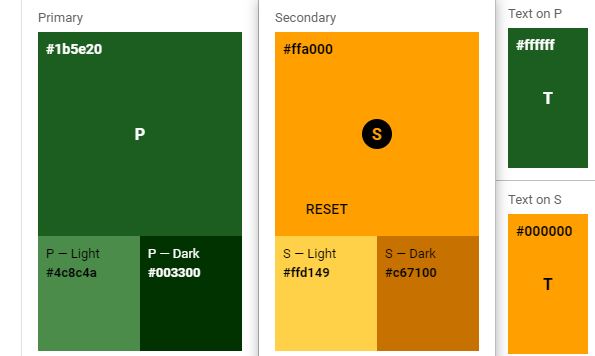 Primary
#1b5e20
P
P — Light
#4c8c4a
P — Dark
#003300
Secondary
#ffa000
S
RESET
S — Light
#ffd149
S — Dark
#c67100
Text on P
#ffffff
T
Text on S
#000000
T